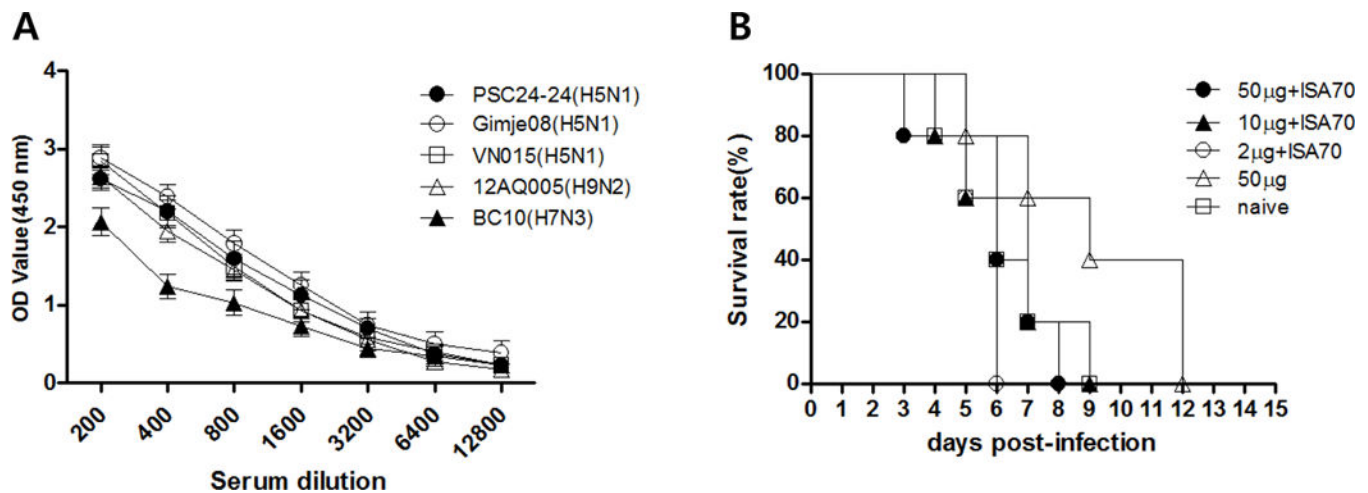 A
4
3
2
1
0
OD Value(450 nm)
200
400
800
1600
3200
6400
12800
Serum dilution
PSC24-24(H5N1)
Gimje08(H5N1)
VN015(H5N1)
12AQ005(H9N2)
BC10(H7N3)
B
100
80
60
40
20
0
Survival rate(%)
0 1 2 3 4 5 6 7 8 9 10 11 12 13 14 15
days post-infection
50μg+ISA70
10μg+ISA70
2μg+ISA70
50μg
naive